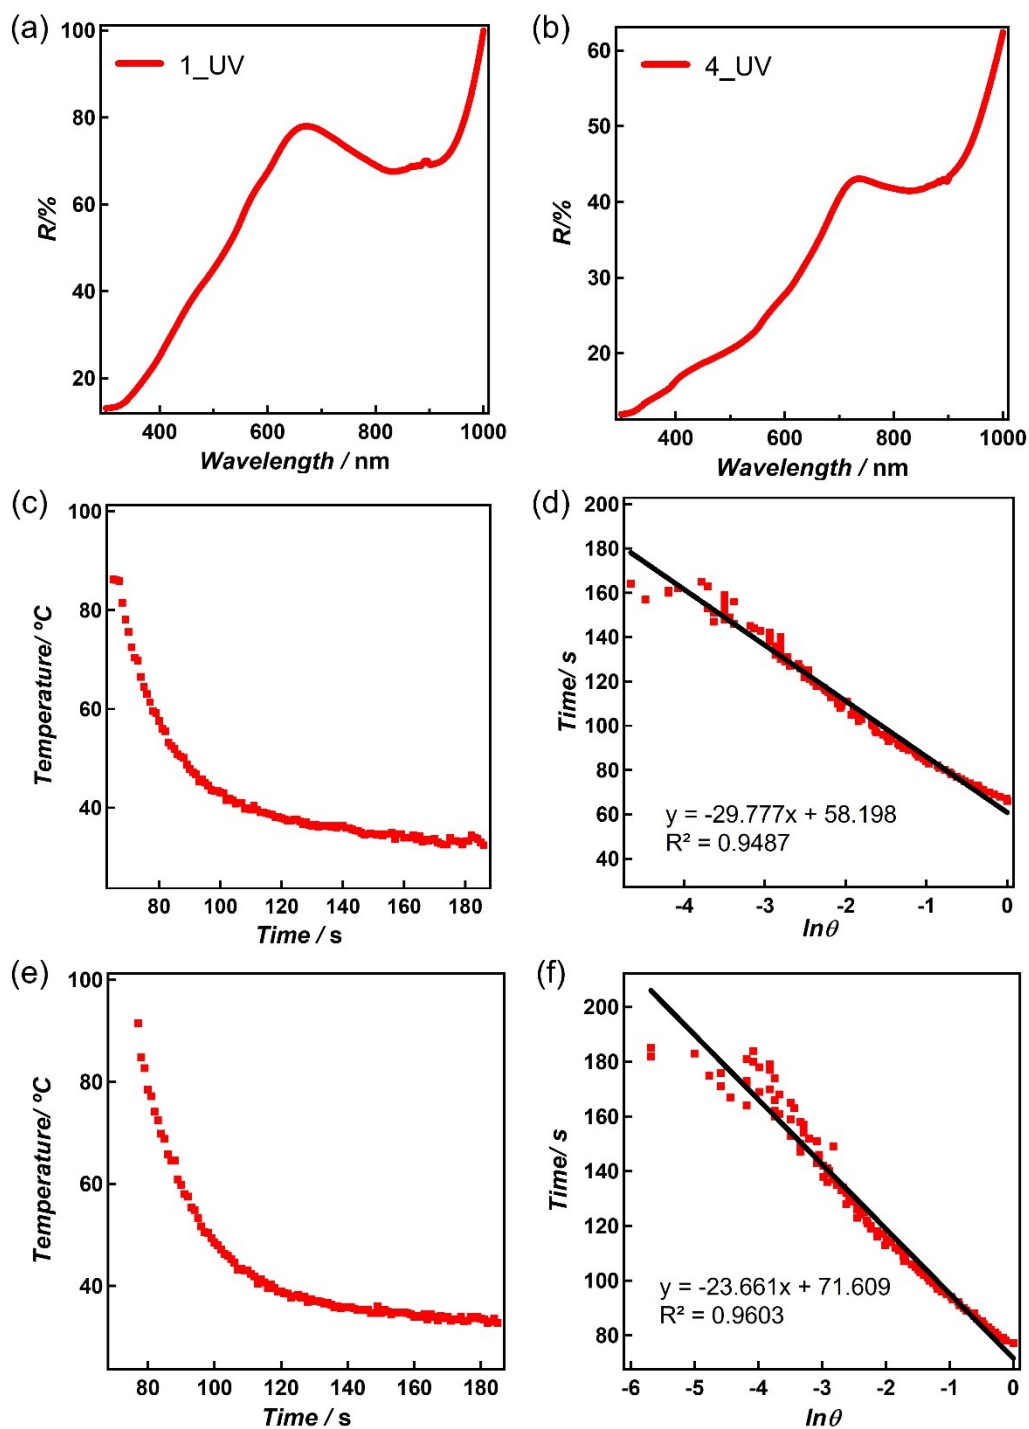 (a)
1_UV
100
80
60
40
20
R/%
400
600
800
1000
Wavelength / nm
(b)
4_UV
60
50
40
30
20
R/%
400
600
800
1000
Wavelength / nm
(c)
100
80
60
40
Temperature/ ºC
80
100
120
140
160
180
Time / s
(d)
200
180
160
140
120
100
80
60
40
Time/ s
y = -29.777x + 58.198
R² = 0.9487
-4
-3
-2
-1
0
lnθ
(e)
100
80
60
40
Temperature/ ºC
80
100
120
140
160
180
Time / s
(f)
200
180
160
140
120
100
80
Time/ s
y = -23.661x + 71.609
R² = 0.9603
-6
-5
-4
-3
-2
-1
0
lnθ